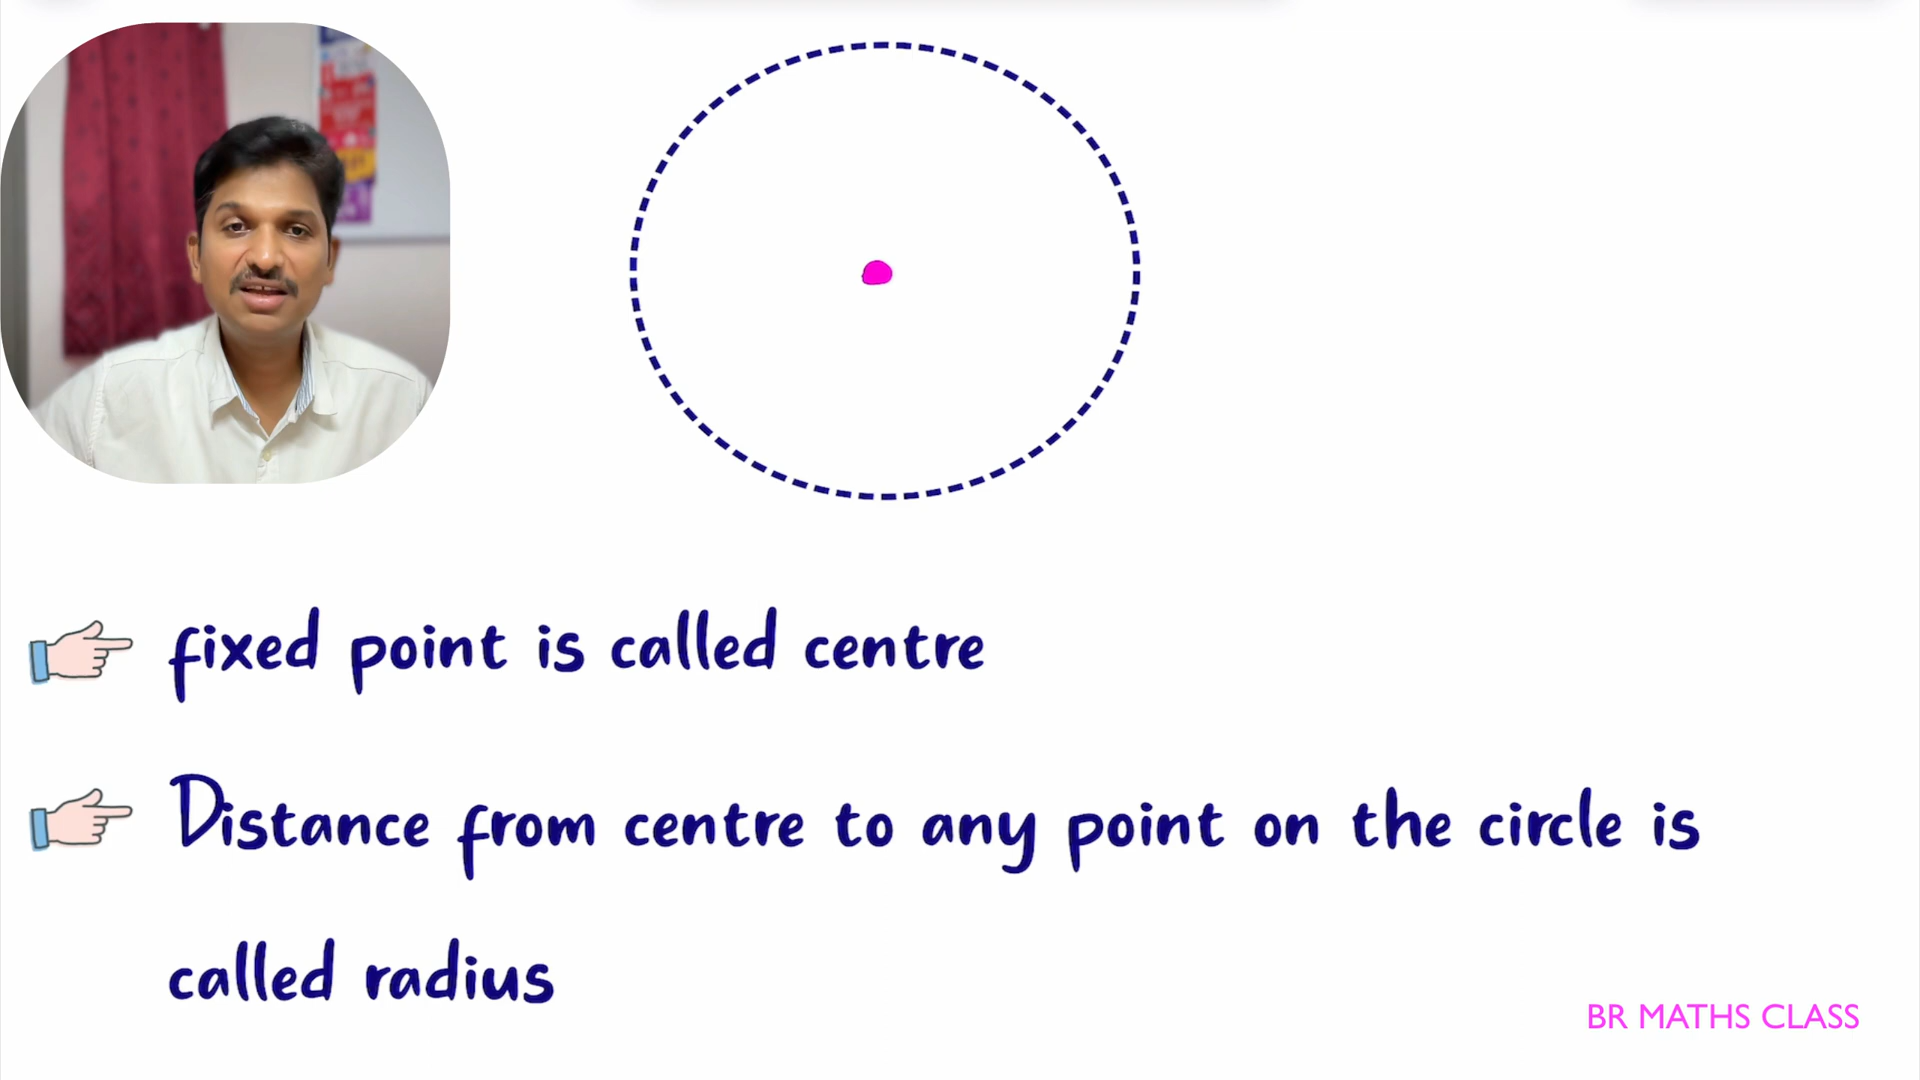 fixed point is called centre
Distance from centre to any point on the circle is
called radius
BR MATHS CLASS